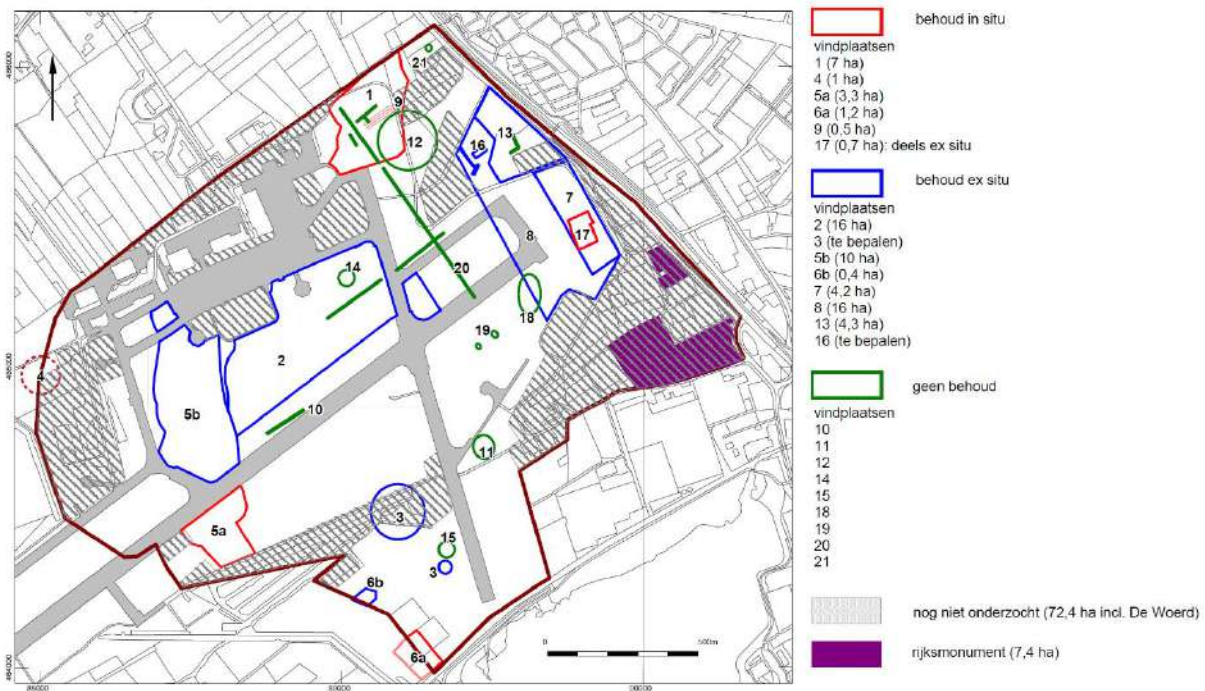 behoud in situ
vindplaatsen
1 (7 ha)
4 (1 ha)
5a (3,3 ha)
6a (1,2 ha)
9 (0,5 ha)
17 (0,7 ha): deels ex situ
behoud ex situ
vindplaatsen
2 (16 ha)
3 (te bepalen)
5b (10 ha)
6b (0,4 ha)
7 (4,2 ha)
8 (16 ha)
13 (4,3 ha)
16 (te bepalen)
geen behoud
vindplaatsen
10
11
12
14
15
18
19
20
21
nog niet onderzocht (72,4 ha incl. De Woerd)
rijksmonument (7,4 ha)
21
1
9
12
13
16
7
17
8
14
20
18
19
2
4
5b
10
11
3
5a
15
3
6b
6a
0
500m